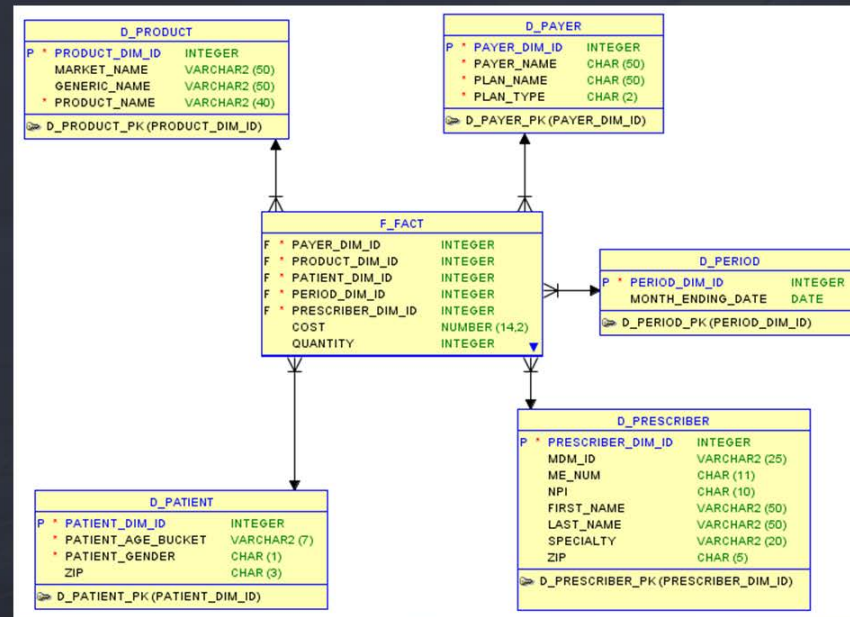 D_PRODUCT
P * PRODUCT_DIM_ID INTEGER
MARKET_NAME VARCHAR2 (50)
GENERIC_NAME VARCHAR2 (50)
* PRODUCT_NAME VARCHAR2 (40)
D_PRODUCT_PK (PRODUCT_DIM_ID)
D_PAYER
P * PAYER_DIM_ID INTEGER
* PAYER_NAME CHAR (50)
* PLAN_NAME CHAR (50)
* PLAN_TYPE CHAR (2)
D_PAYER_PK (PAYER_DIM_ID)
F_FACT
F * PAYER_DIM_ID INTEGER
F * PRODUCT_DIM_ID INTEGER
F * PATIENT_DIM_ID INTEGER
F * PERIOD_DIM_ID INTEGER
F * PRESCRIBER_DIM_ID INTEGER
COST NUMBER (14,2)
QUANTITY INTEGER
D_PERIOD
P * PERIOD_DIM_ID INTEGER
MONTH_ENDING_DATE DATE
D_PERIOD_PK (PERIOD_DIM_ID)
D_PATIENT
P * PATIENT_DIM_ID INTEGER
* PATIENT_AGE_BUCKET VARCHAR2 (7)
* PATIENT_GENDER CHAR (1)
ZIP CHAR (3)
D_PATIENT_PK (PATIENT_DIM_ID)
D_PRESCRIBER
P * PRESCRIBER_DIM_ID INTEGER
MDM_ID VARCHAR2 (25)
ME_NUM CHAR (11)
NPI CHAR (10)
FIRST_NAME VARCHAR2 (50)
LAST_NAME VARCHAR2 (50)
SPECIALTY VARCHAR2 (20)
ZIP CHAR (5)
D_PRESCRIBER_PK (PRESCRIBER_DIM_ID)